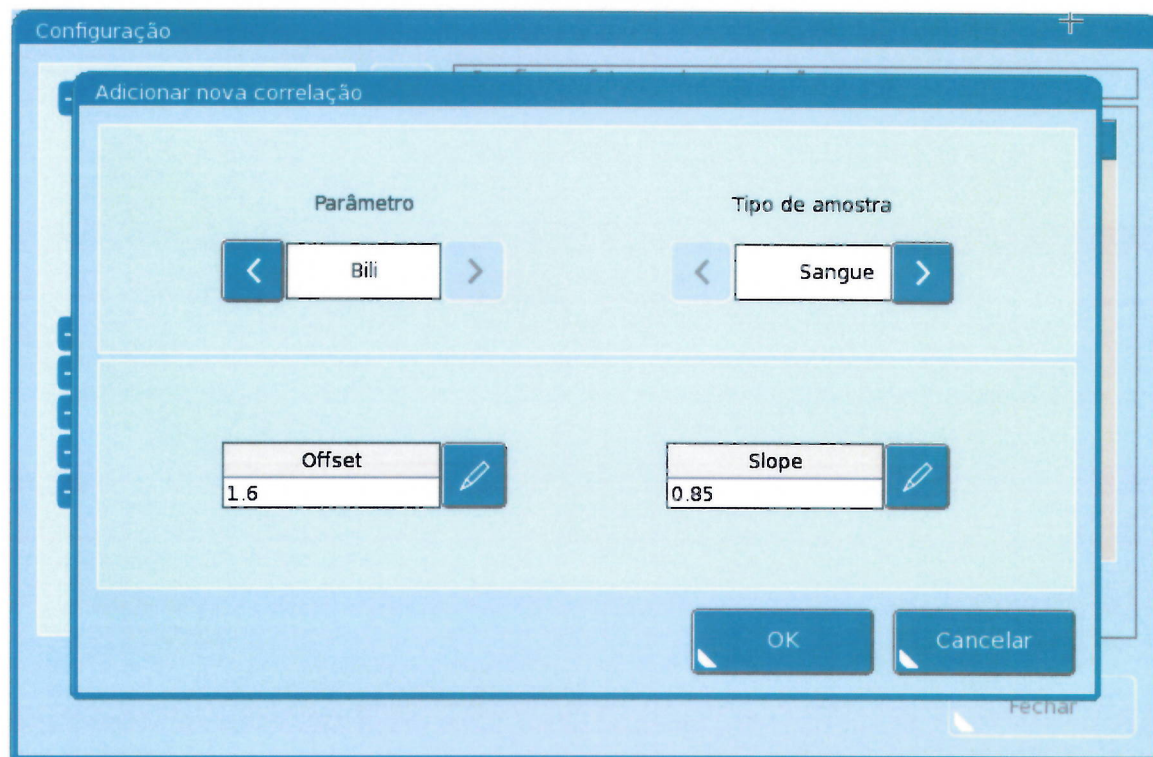 Configuração
Adicionar nova correlação
Parâmetro
Tipo de amostra
Bili
Sangue
Offset
Slope
1.6
0.85
OK
Cancelar
Fechar